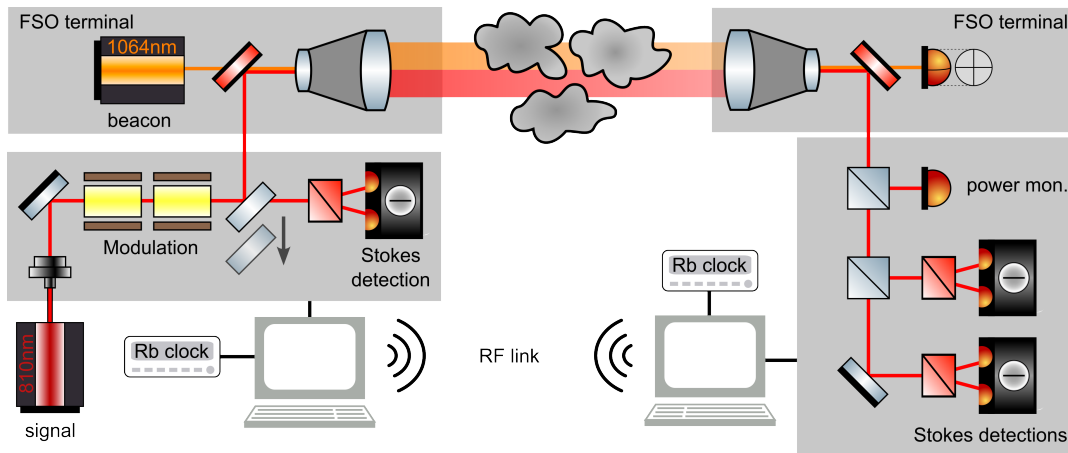 FSO terminal
1064nm
beacon
FSO terminal
Modulation
Stokes
detection
power mon.
Rb clock
Rb clock
RF link
810nm
signal
Stokes detections